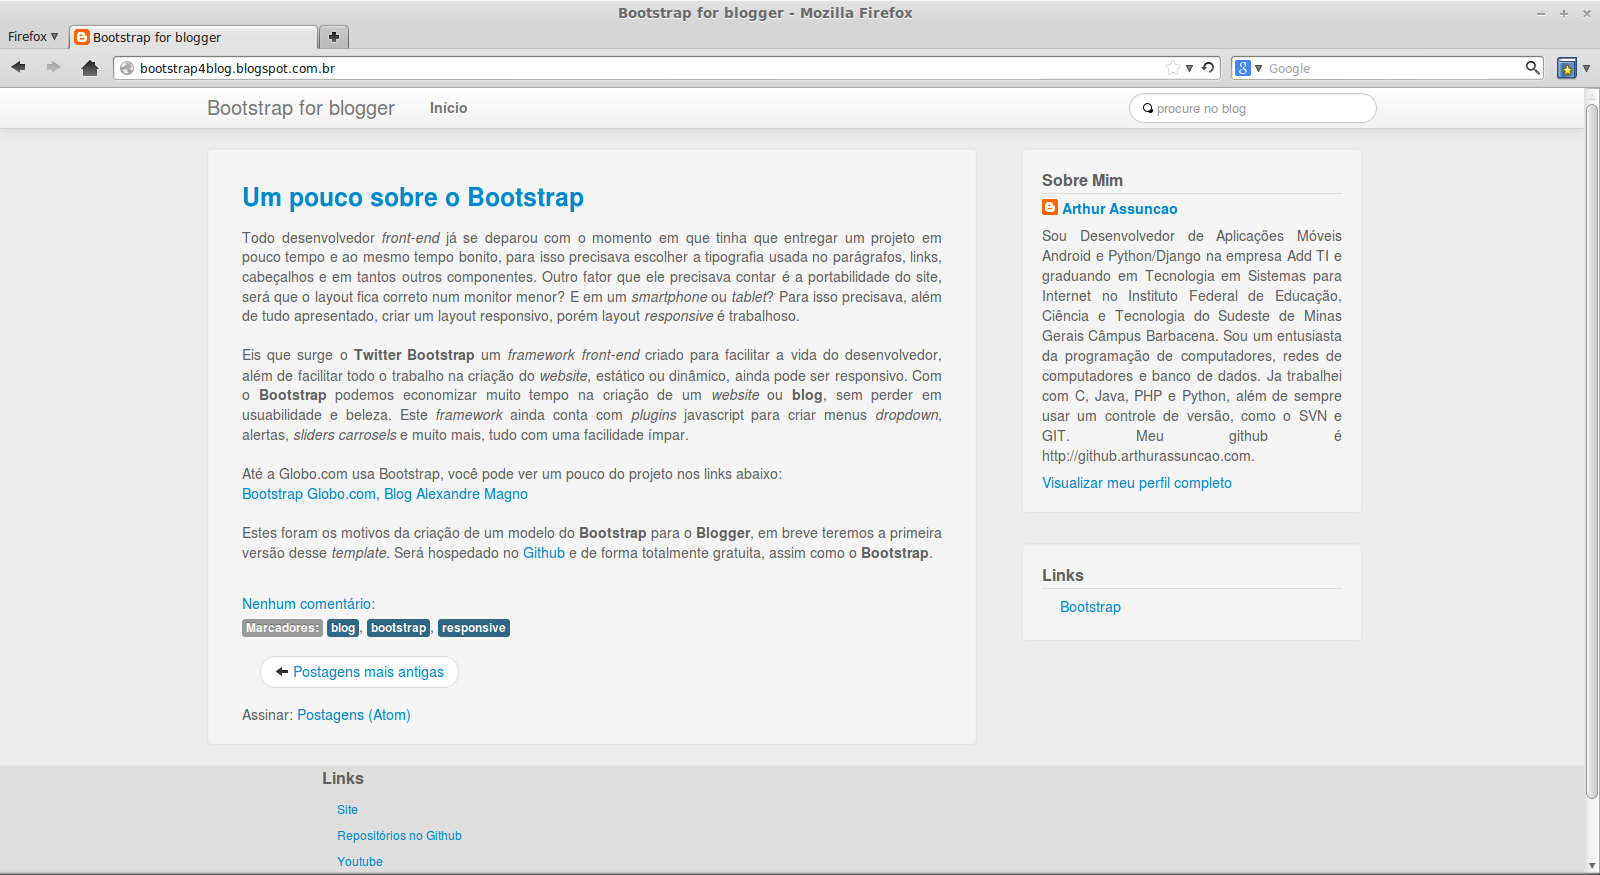 Bootstrap for blogger - Mozilla Firefox
Firefox
Bootstrap for blogger
bootstrap4blog.blogspot.com.br
Google
Bootstrap for blogger
Início
procure no blog
Um pouco sobre o Bootstrap
Todo desenvolvedor front-end já se deparou com o momento em que tinha que entregar um projeto em
pouco tempo e ao mesmo tempo bonito, para isso precisava escolher a tipografia usada no parágrafos, links,
cabeçalhos e em tantos outros componentes. Outro fator que ele precisava contar é a portabilidade do site,
será que o layout fica correto num monitor menor? E em um smartphone ou tablet? Para isso precisava, além
de tudo apresentado, criar um layout responsivo, porém layout responsive é trabalhoso.
Eis que surge o Twitter Bootstrap um framework front-end criado para facilitar a vida do desenvolvedor,
além de facilitar todo o trabalho na criação do website, estático ou dinâmico, ainda pode ser responsivo. Com
o Bootstrap podemos economizar muito tempo na criação de um website ou blog, sem perder em
usuabilidade e beleza. Este framework ainda conta com plugins javascript para criar menus dropdown,
alertas, sliders carrosels e muito mais, tudo com uma facilidade ímpar.
Até a Globo.com usa Bootstrap, você pode ver um pouco do projeto nos links abaixo:
Bootstrap Globo.com, Blog Alexandre Magno
Estes foram os motivos da criação de um modelo do Bootstrap para o Blogger, em breve teremos a primeira
versão desse template. Será hospedado no Github e de forma totalmente gratuita, assim como o Bootstrap.
Nenhum comentário:
Marcadores: blog, bootstrap, responsive
Postagens mais antigas
Assinar: Postagens (Atom)
Sobre Mim
Arthur Assuncao
Sou Desenvolvedor de Aplicações Móveis
Android e Python/Django na empresa Add TI e
graduando em Tecnologia em Sistemas para
Internet no Instituto Federal de Educação,
Ciência e Tecnologia do Sudeste de Minas
Gerais Câmpus Barbacena. Sou um entusiasta
da programação de computadores, redes de
computadores e banco de dados. Ja trabalhei
com C, Java, PHP e Python, além de sempre
usar um controle de versão, como o SVN e
GIT. Meu github é
http://github.arthurassuncao.com.
Visualizar meu perfil completo
Links
Bootstrap
Links
Site
Repositórios no Github
Youtube